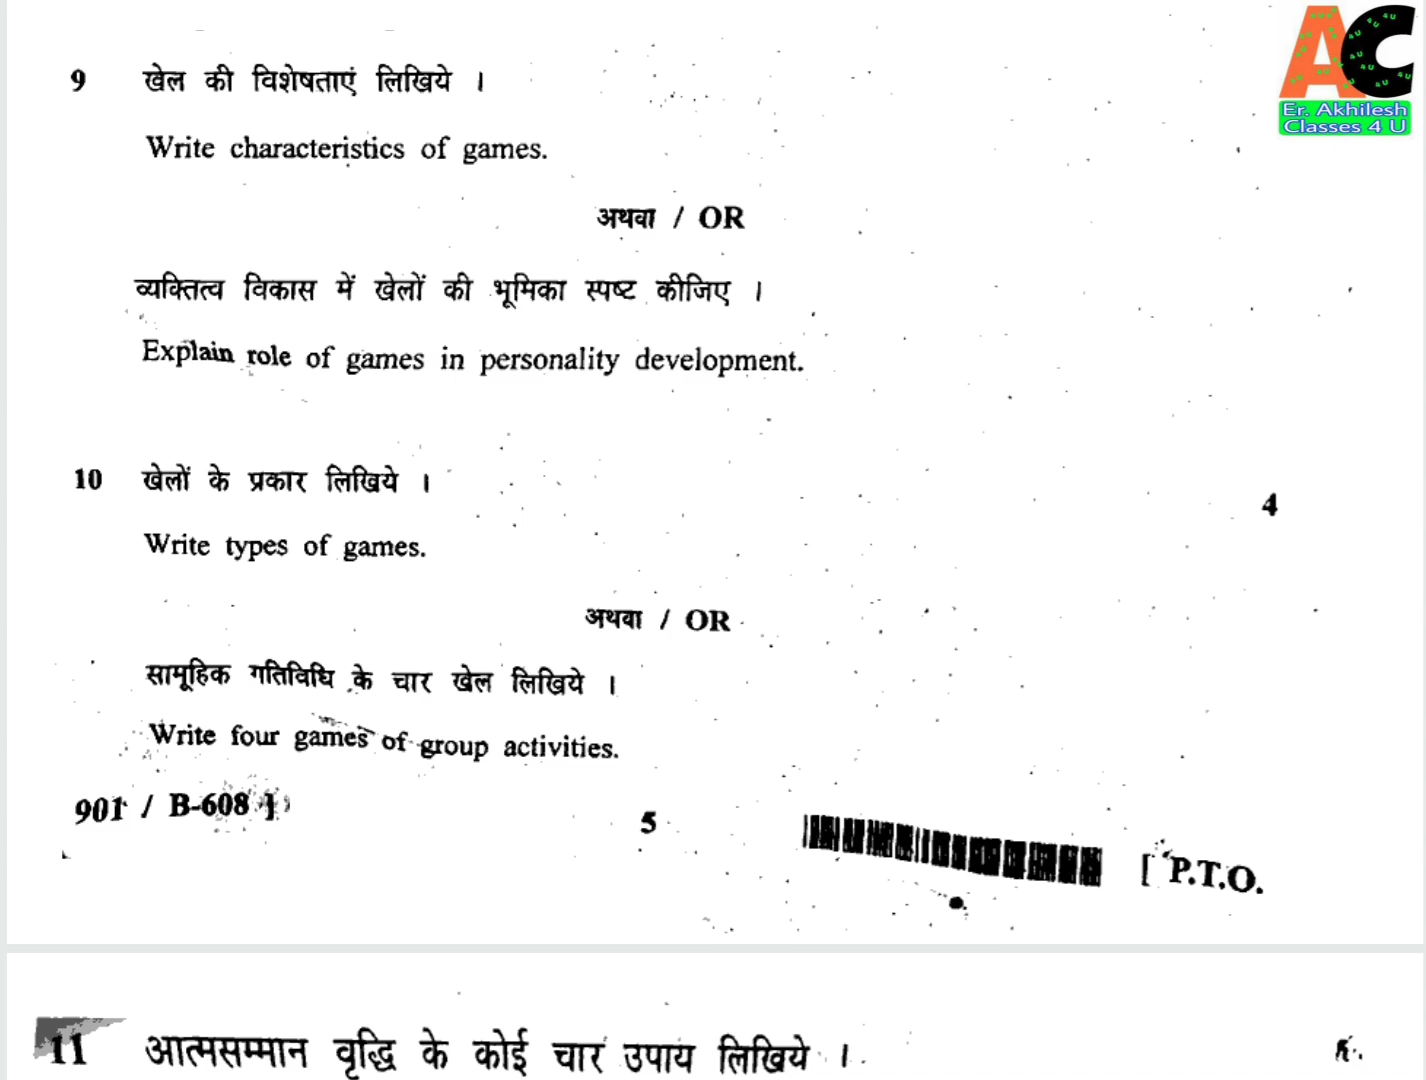 Er. Akhilesh
Classes 4 U
9 खेल की विशेषताएं लिखिये ।
Write characteristics of games.
अथवा / OR
व्यक्तित्व विकास में खेलों की भूमिका स्पष्ट कीजिए ।
Explain role of games in personality development.
10 खेलों के प्रकार लिखिये ।
4
Write types of games.
अथवा / OR
सामूहिक गतिविधि के चार खेल लिखिये ।
Write four games of group activities.
901 / B-608 ]
5
[ P.T.O.
11 आत्मसम्मान वृद्धि के कोई चार उपाय लिखिये ।